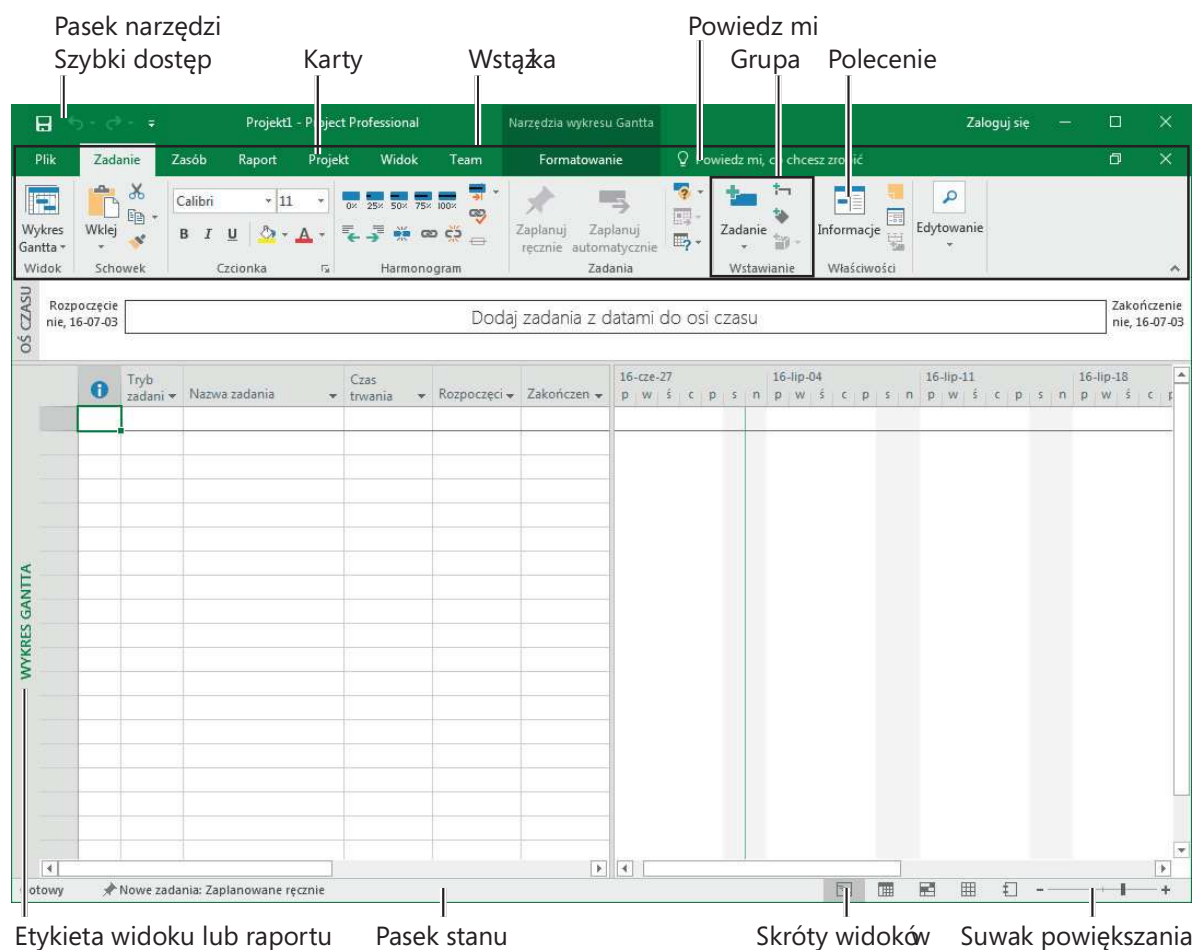 Pasek narzędzi
Szybki dostęp
Karty
Wstążka
Powiedz mi
Grupa
Polecenie
Projekt1 - Project Professional
Narzędzia wykresu Gantta
Zaloguj się
Plik
Zadanie
Zasób
Raport
Projekt
Widok
Team
Formatowanie
Powiedz mi, co chcesz zrobić
Wykres
Gantta
Widok
Wklej
Schowek
Calibri
11
B I U
A
Czcionka
0× 25× 50× 75× 100×
Harmonogram
Zaplanuj
ręcznie
Zaplanuj
automatycznie
Zadania
Zadanie
Wstawianie
Informacje
Właściwości
Edytowanie
OŚ CZASU
Rozpoczęcie
nie, 16-07-03
Dodaj zadania z datami do osi czasu
Zakończenie
nie, 16-07-03
Tryb
zadani
Nazwa zadania
Czas
trwania
Rozpoczęci
Zakończen
16-cze-27
16-lip-04
16-lip-11
16-lip-18
p w ś c p s n p w ś c p s n p w ś c p s n p w ś c p
WYKRES GANTTA
Gotowy
Nowe zadania: Zaplanowane ręcznie
Etykieta widoku lub raportu
Pasek stanu
Skróty widoków
Suwak powiększania